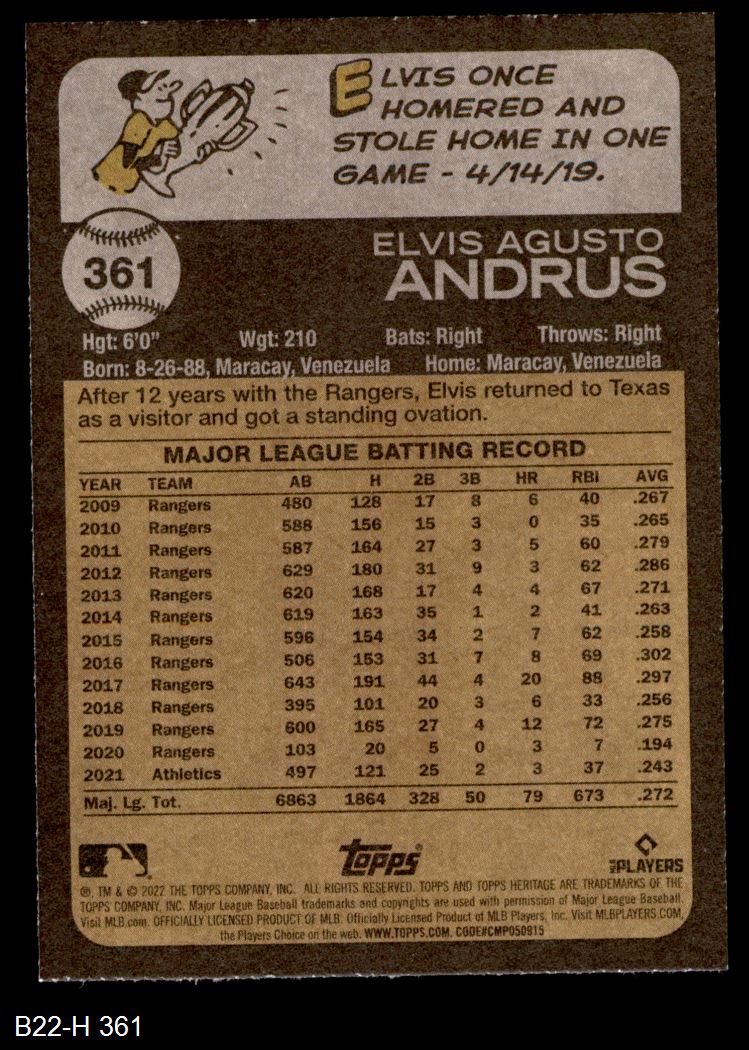 ELVIS ONCE
HOMERED AND
STOLE HOME IN ONE
GAME - 4/14/19.
361
ELVIS AGUSTO
ANDRUS
Hgt: 6'0" Wgt: 210 Bats: Right Throws: Right
Born: 8-26-88, Maracay, Venezuela Home: Maracay, Venezuela
After 12 years with the Rangers, Elvis returned to Texas
as a visitor and got a standing ovation.
MAJOR LEAGUE BATTING RECORD
YEAR TEAM AB H 2B 3B HR RBI AVG
2009 Rangers 480 128 17 8 6 40 .267
2010 Rangers 588 156 15 3 0 35 .265
2011 Rangers 587 164 27 3 5 60 .279
2012 Rangers 629 180 31 9 3 62 .286
2013 Rangers 620 168 17 4 4 67 .271
2014 Rangers 619 163 35 1 2 41 .263
2015 Rangers 596 154 34 2 7 62 .258
2016 Rangers 506 153 31 7 8 69 .302
2017 Rangers 643 191 44 4 20 88 .297
2018 Rangers 395 101 20 3 6 33 .256
2019 Rangers 600 165 27 4 12 72 .275
2020 Rangers 103 20 5 0 3 7 .194
2021 Athletics 497 121 25 2 3 37 .243
Maj. Lg. Tot. 6863 1864 328 50 79 673 .272
topps
MLB PLAYERS
®, TM & © 2022 THE TOPPS COMPANY, INC. ALL RIGHTS RESERVED. TOPPS AND TOPPS HERITAGE ARE TRADEMARKS OF THE
TOPPS COMPANY, INC. Major League Baseball trademarks and copyrights are used with permission of Major League Baseball.
Visit MLB.com. OFFICIALLY LICENSED PRODUCT OF MLB. Officially Licensed Product of MLB Players, Inc. Visit MLBPLAYERS.COM,
the Players Choice on the web. WWW.TOPPS.COM. CODE#CMP050915
B22-H 361